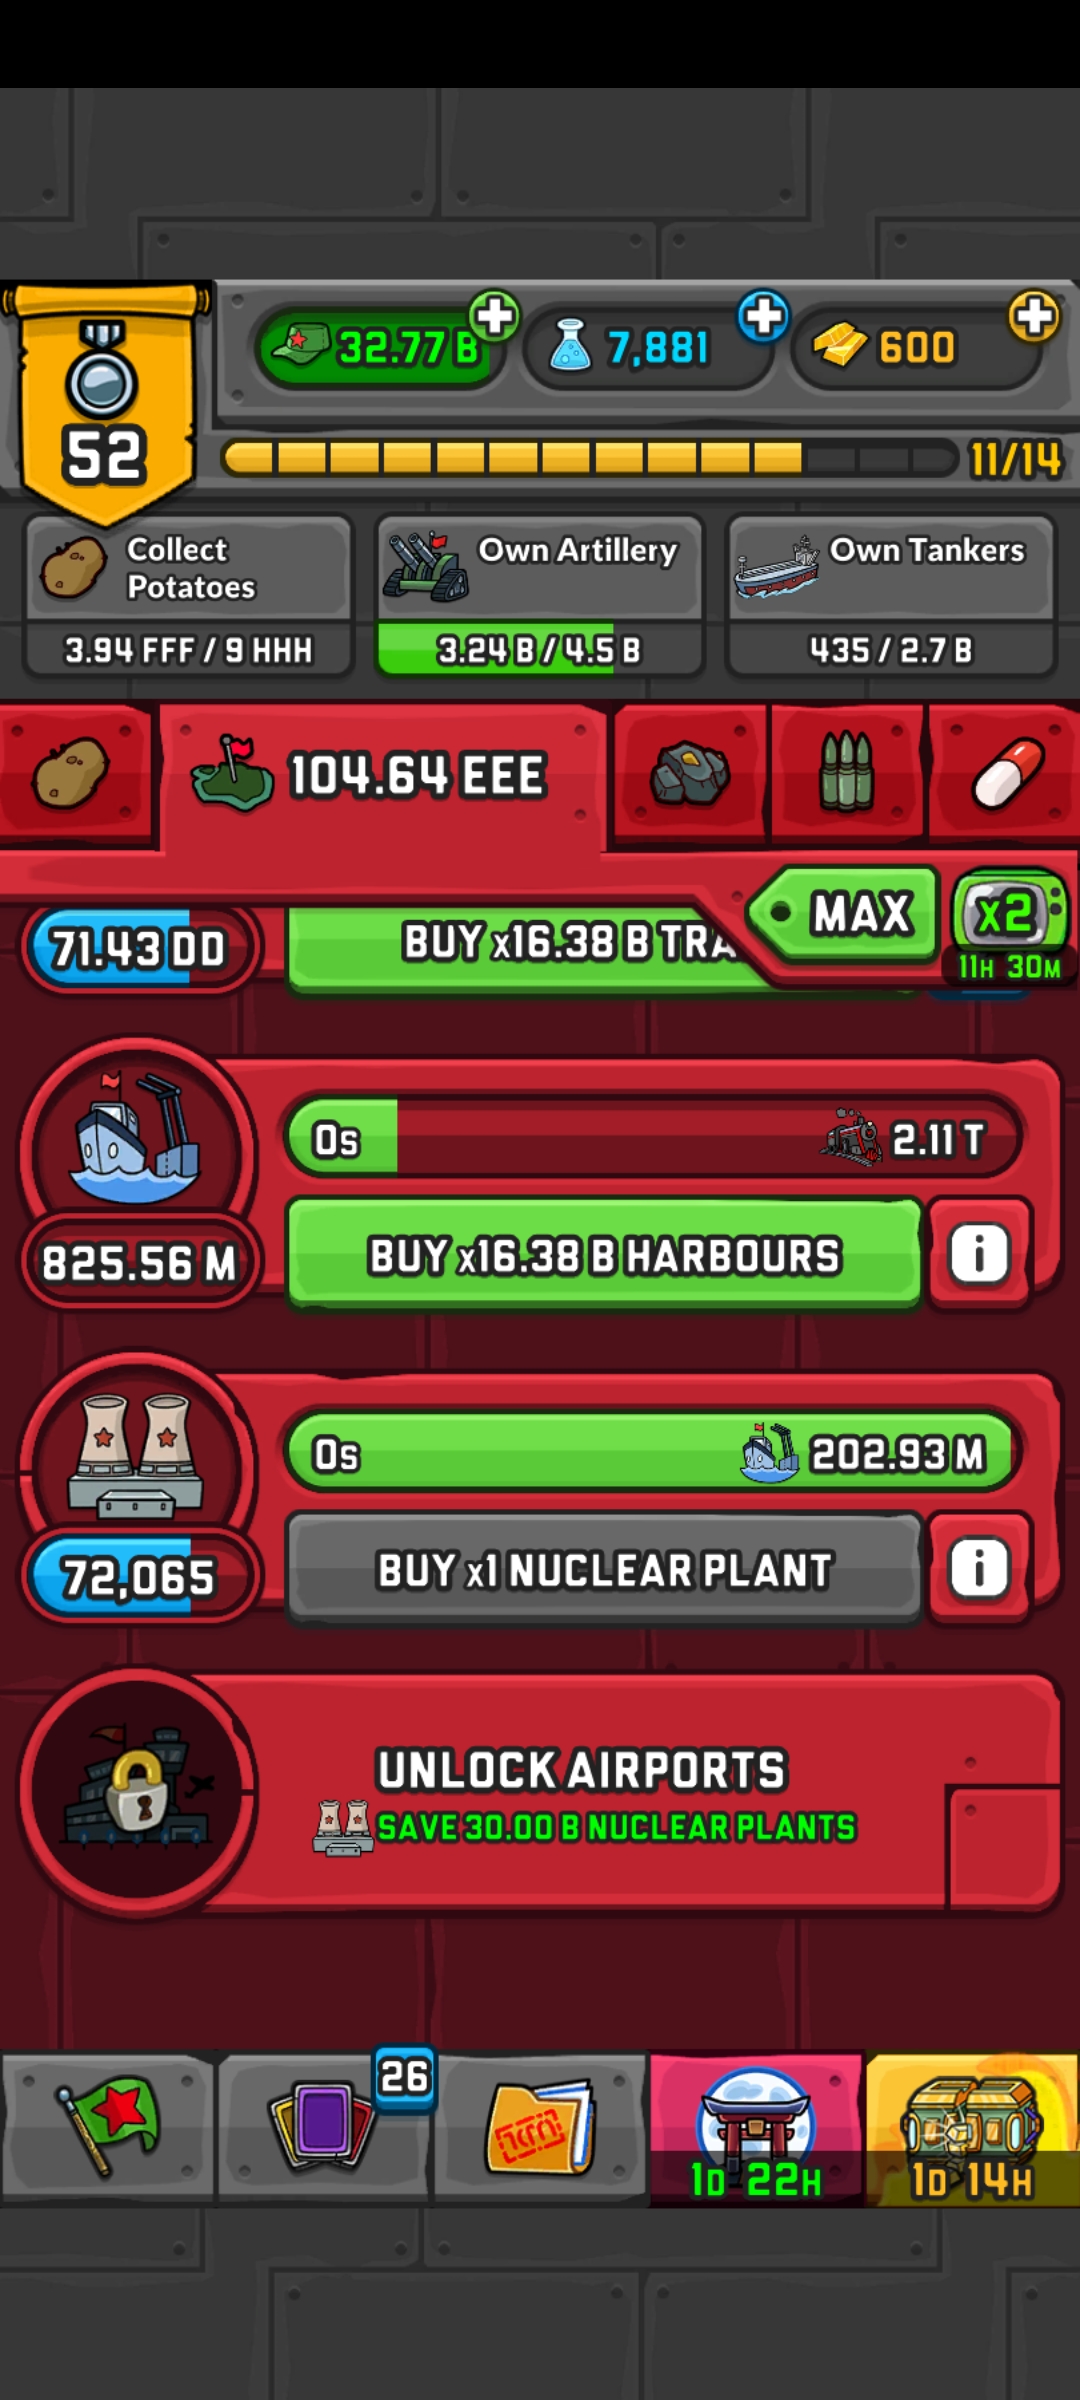 32.77 B
7,881
600
52
11/14
Collect
Potatoes
3.94 FFF / 9 HHH
Own Artillery
3.24 B / 4.5 B
Own Tankers
435 / 2.7 B
104.64 EEE
MAX
x2
11H 30M
71.43 DD
BUY x16.38 B TRA
0s
2.11 T
825.56 M
BUY x16.38 B HARBOURS
i
0s
202.93 M
72,065
BUY x1 NUCLEAR PLANT
i
UNLOCK AIRPORTS
SAVE 30.00 B NUCLEAR PLANTS
26
1D 22H
1D 14H